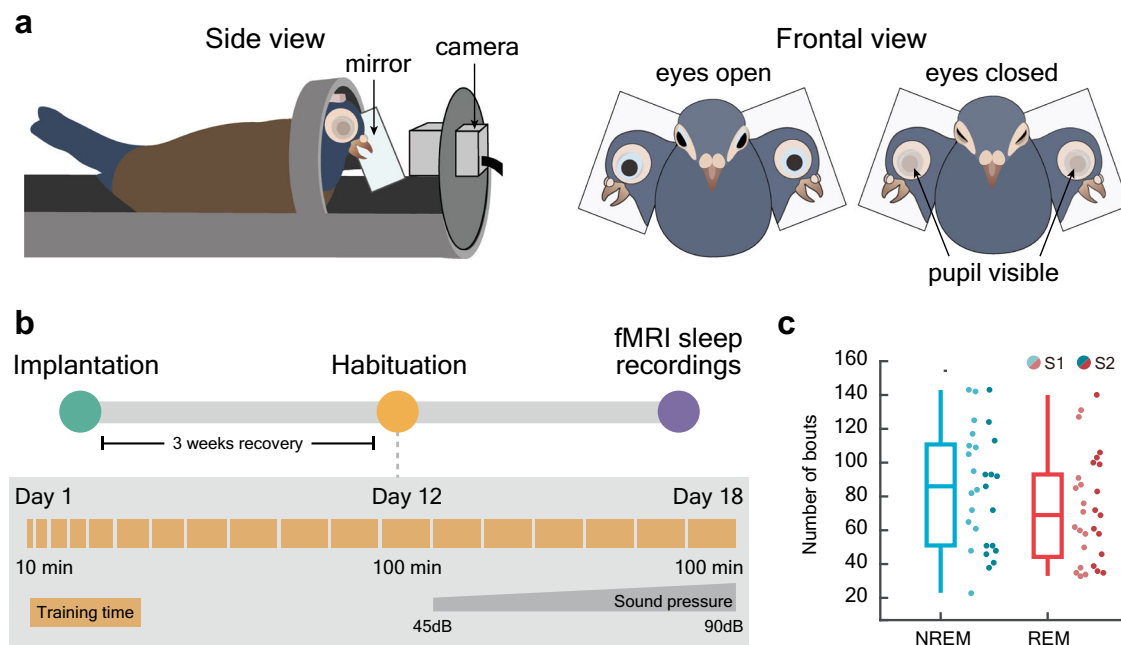 a
Side view
mirror
camera
Frontal view
eyes open
eyes closed
pupil visible
b
Implantation
Habituation
fMRI sleep
recordings
3 weeks recovery
Day 1
Day 12
Day 18
10 min
100 min
100 min
Training time
Sound pressure
45dB
90dB
c
S1
S2
Number of bouts
160
140
120
100
80
60
40
20
NREM
REM